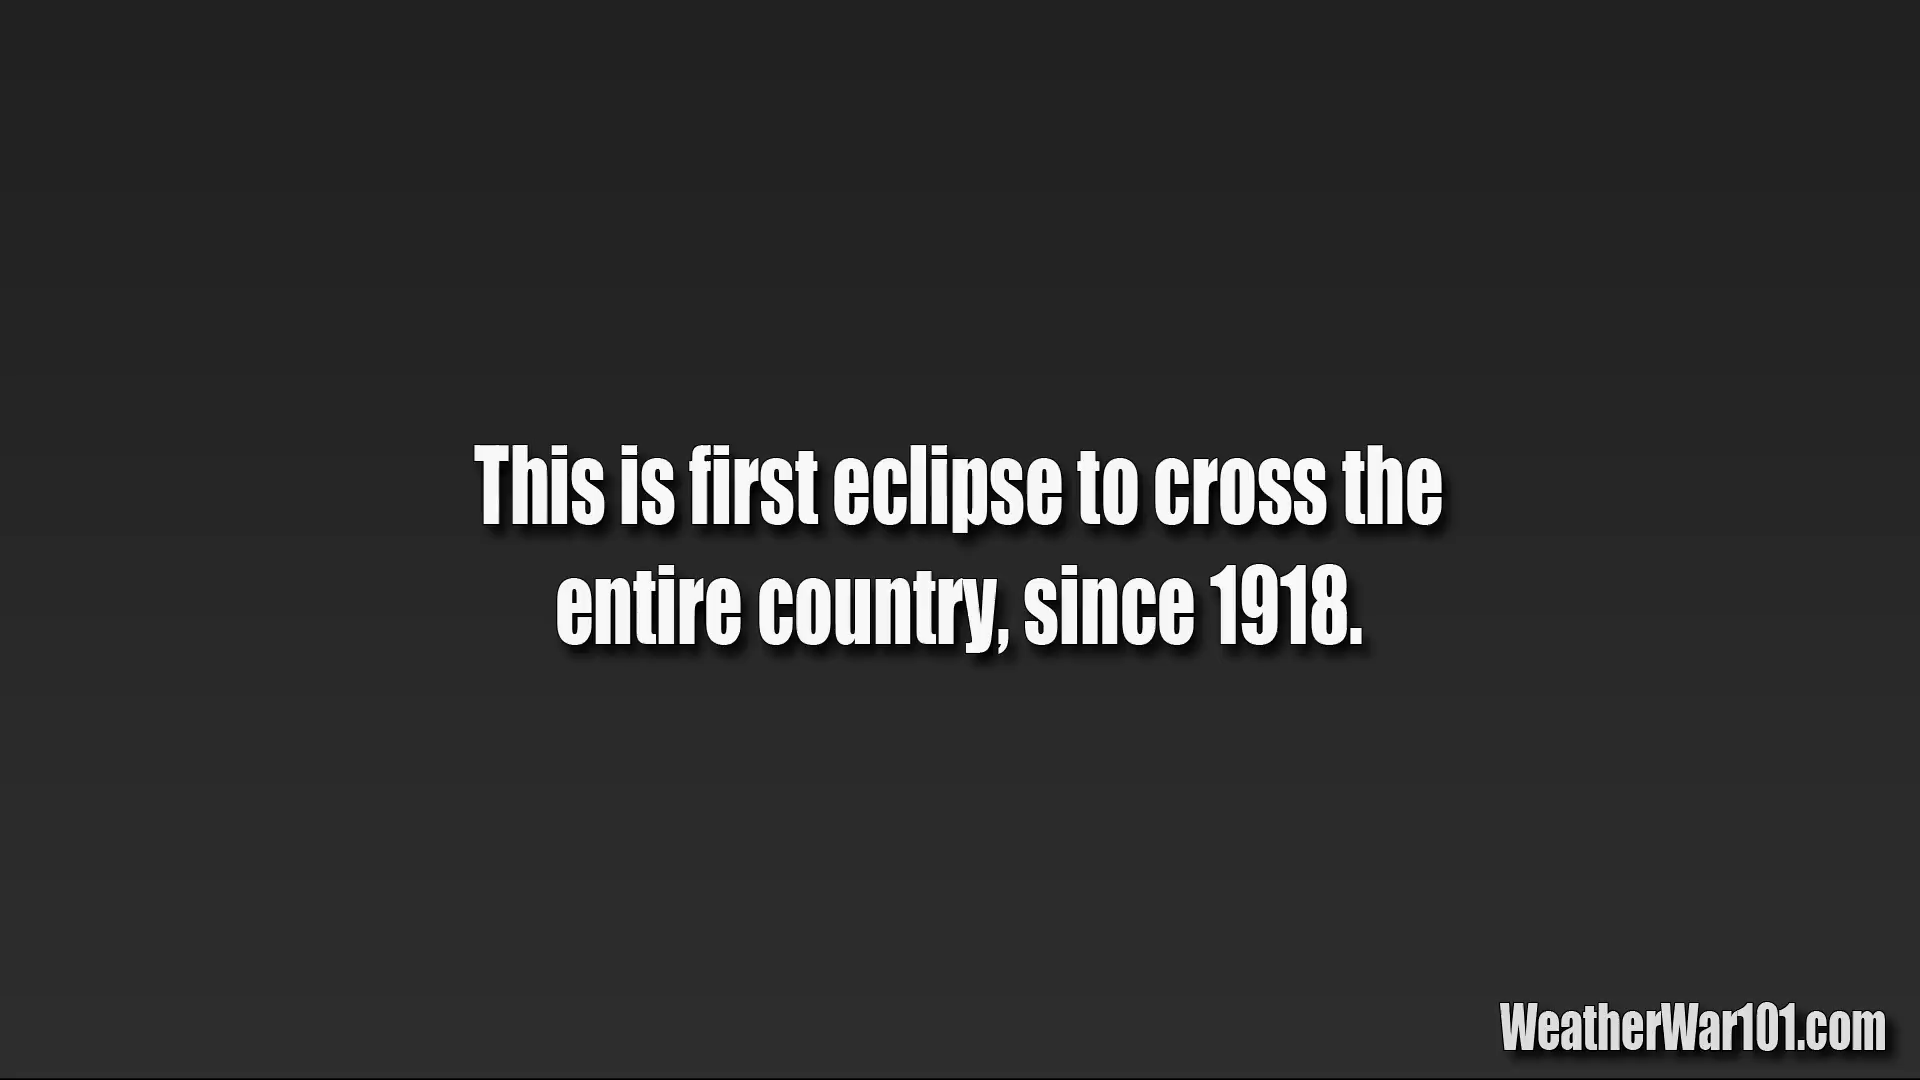 This is first eclipse to cross the
entire country, since 1918.
WeatherWar101.com